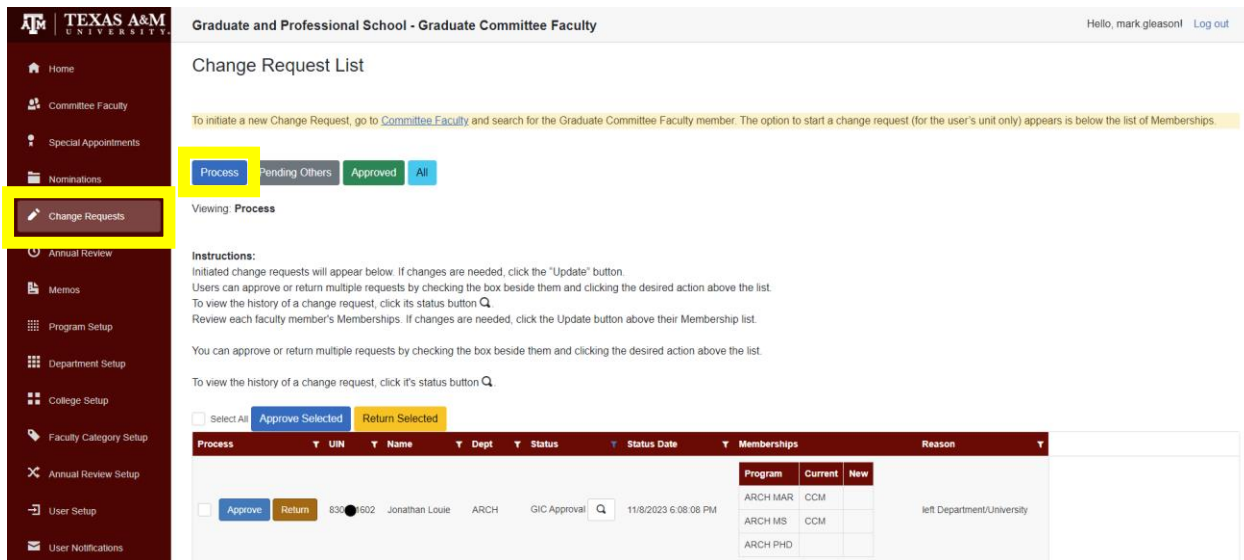 TEXAS A&M
UNIVERSITY.
Graduate and Professional School - Graduate Committee Faculty
Hello, mark.gleason! Log out
Home
Committee Faculty
Special Appointments
Nominations
Change Requests
Annual Review
Memos
Program Setup
Department Setup
College Setup
Faculty Category Setup
Annual Review Setup
User Setup
User Notifications
Change Request List
To initiate a new Change Request, go to Committee Faculty and search for the Graduate Committee Faculty member. The option to start a change request (for the user's unit only) appears is below the list of Memberships.
Process Pending Others Approved All
Viewing: Process
Instructions:
Initiated change requests will appear below. If changes are needed, click the "Update" button.
Users can approve or return multiple requests by checking the box beside them and clicking the desired action above the list.
To view the history of a change request, click its status button
Review each faculty member's Memberships. If changes are needed, click the Update button above their Membership list.
You can approve or return multiple requests by checking the box beside them and clicking the desired action above the list.
To view the history of a change request, click it's status button
Select All Approve Selected Return Selected
Process UIN Name Dept Status Status Date Memberships Reason
Program Current New
ARCH MAR CCM
Approve Return 830 1602 Jonathan Louie ARCH GIC Approval 11/8/2023 6:08:08 PM left Department/University
ARCH MS CCM
ARCH PHD